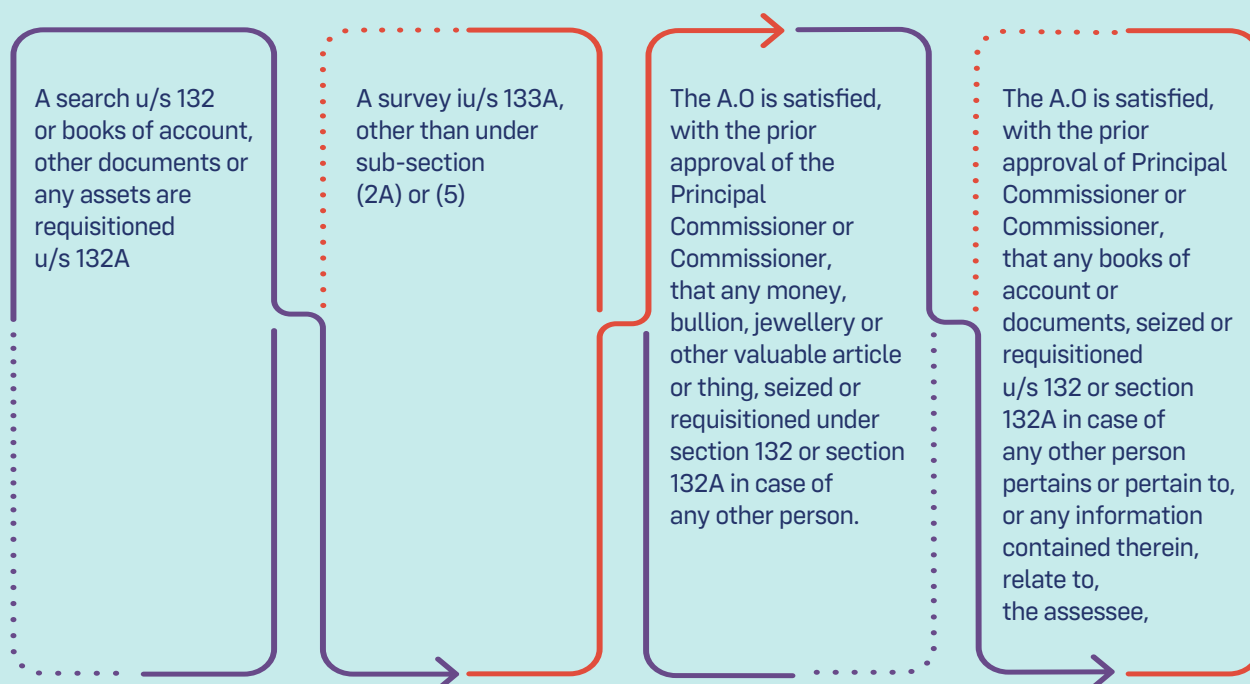 A search u/s 132
or books of account,
other documents or
any assets are
requisitioned
u/s 132A
A survey iu/s 133A,
other than under
sub-section
(2A) or (5)
The A.O is satisfied,
with the prior
approval of the
Principal
Commissioner or
Commissioner,
that any money,
bullion, jewellery or
other valuable article
or thing, seized or
requisitioned under
section 132 or section
132A in case of
any other person.
The A.O is satisfied,
with the prior
approval of Principal
Commissioner or
Commissioner,
that any books of
account or
documents, seized or
requisitioned
u/s 132 or section
132A in case of
any other person
pertains or pertain to,
or any information
contained therein,
relate to,
the assessee,